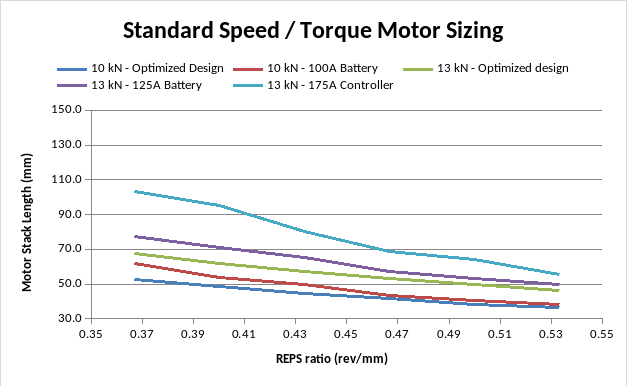 Standard Speed / Torque Motor Sizing
10 kN - Optimized Design 10 kN - 100A Battery 13 kN - Optimized design
13 kN - 125A Battery 13 kN - 175A Controller
150.0
130.0
110.0
90.0
70.0
50.0
30.0
Motor Stack Length (mm)
0.35 0.37 0.39 0.41 0.43 0.45 0.47 0.49 0.51 0.53 0.55
REPS ratio (rev/mm)